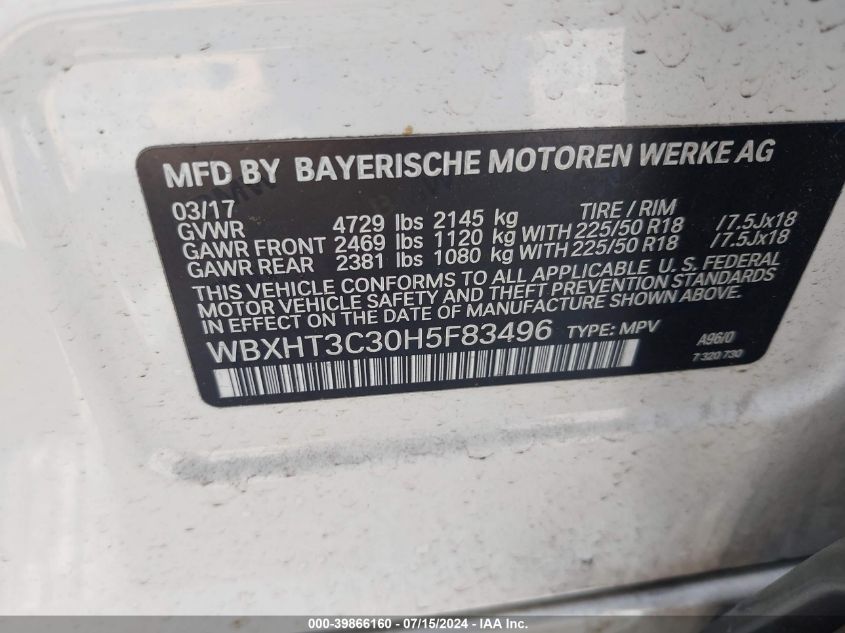 MFD BY BAYERISCHE MOTOREN WERKE AG
03/17 TIRE / RIM
GVWR 4729 lbs 2145 kg
GAWR FRONT 2469 lbs 1120 kg WITH 225/50 R18 /7.5Jx18
GAWR REAR 2381 lbs 1080 kg WITH 225/50 R18 /7.5Jx18
THIS VEHICLE CONFORMS TO ALL APPLICABLE U. S. FEDERAL
MOTOR VEHICLE SAFETY AND THEFT PREVENTION STANDARDS
IN EFFECT ON THE DATE OF MANUFACTURE SHOWN ABOVE.
WBXHT3C30H5F83496 TYPE: MPV A96/0
7 320 730
000-39866160 - 07/15/2024 - IAAI.com